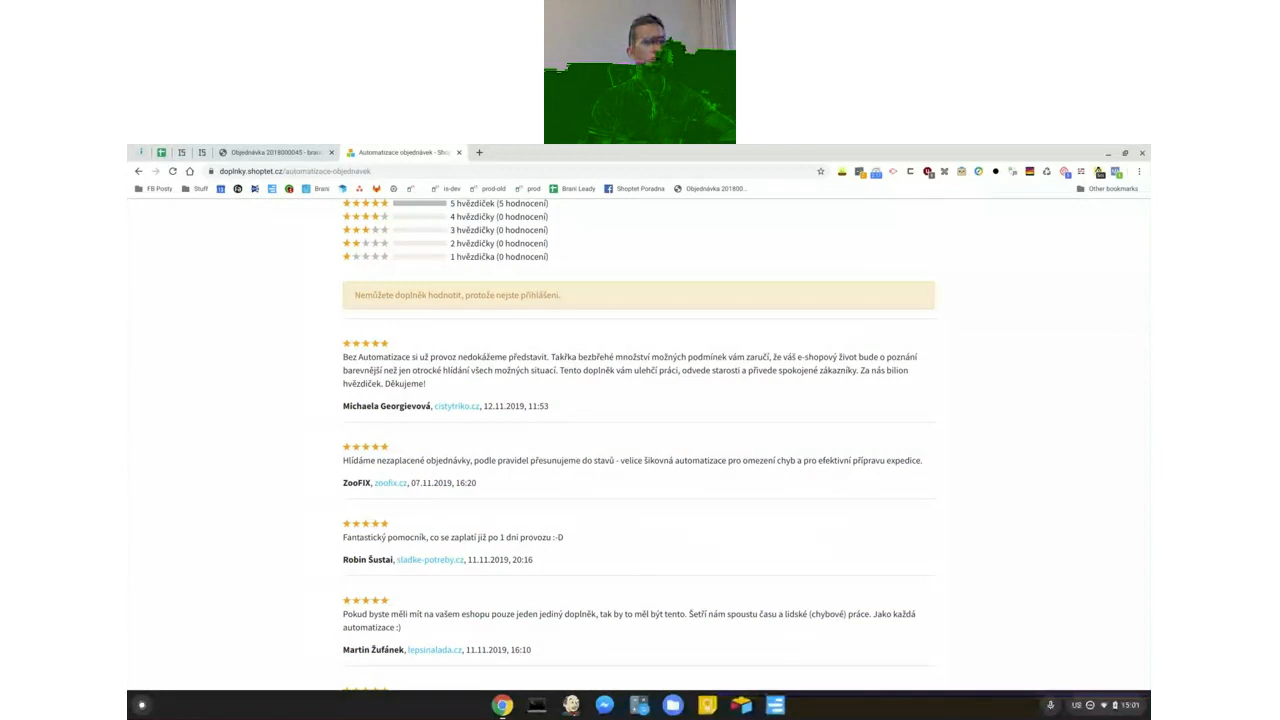 Objednávka 2018000045 - bran
Automatizace objednávek - Sho
doplnky.shoptet.cz/automatizace-objednavek
FB Posty Stuff Brani is-dev prod-old prod Brani Leady Shoptet Poradna Objednávka 201800... Other bookmarks
5 hvězdiček (5 hodnocení)
4 hvězdičky (0 hodnocení)
3 hvězdičky (0 hodnocení)
2 hvězdičky (0 hodnocení)
1 hvězdička (0 hodnocení)
Nemůžete doplněk hodnotit, protože nejste přihlášeni.
Bez Automatizace si už provoz nedokážeme představit. Takřka bezbřehé množství možných podmínek vám zaručí, že váš e-shopový život bude o poznání
barevnější než jen otrocké hlídání všech možných situací. Tento doplněk vám ulehčí práci, odvede starosti a přivede spokojené zákazníky. Za nás bilion
hvězdiček. Děkujeme!
Michaela Georgievová, cistytriko.cz, 12.11.2019, 11:53
Hlídáme nezaplacené objednávky, podle pravidel přesunujeme do stavů - velice šikovná automatizace pro omezení chyb a pro efektivní přípravu expedice.
ZooFIX, zoofix.cz, 07.11.2019, 16:20
Fantastický pomocník, co se zaplatí již po 1 dni provozu :-D
Robin Šustai, sladke-potreby.cz, 11.11.2019, 20:16
Pokud byste měli mít na vašem eshopu pouze jeden jediný doplněk, tak by to měl být tento. Šetří nám spoustu času a lidské (chybové) práce. Jako každá
automatizace :)
Martin Žufánek, lepsinalada.cz, 11.11.2019, 16:10
US 15:01